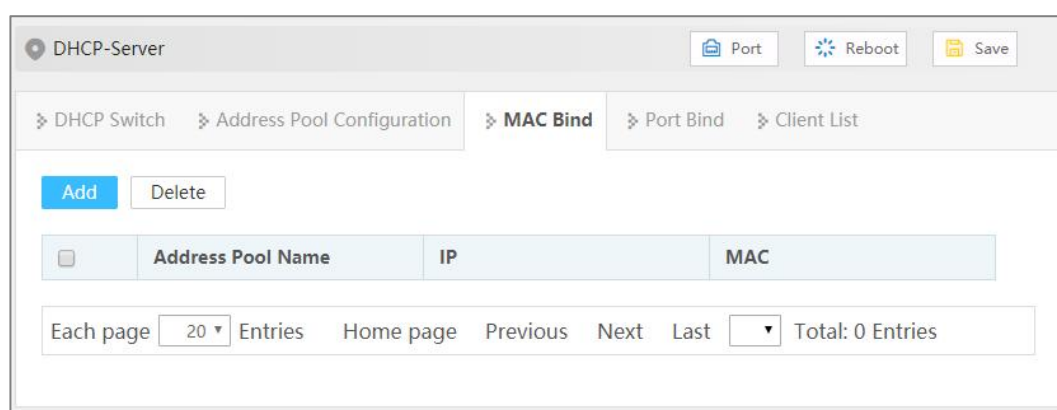 DHCP-Server Port Reboot Save
DHCP Switch Address Pool Configuration MAC Bind Port Bind Client List
Add Delete
Address Pool Name IP MAC
Each page 20 Entries Home page Previous Next Last Total: 0 Entries